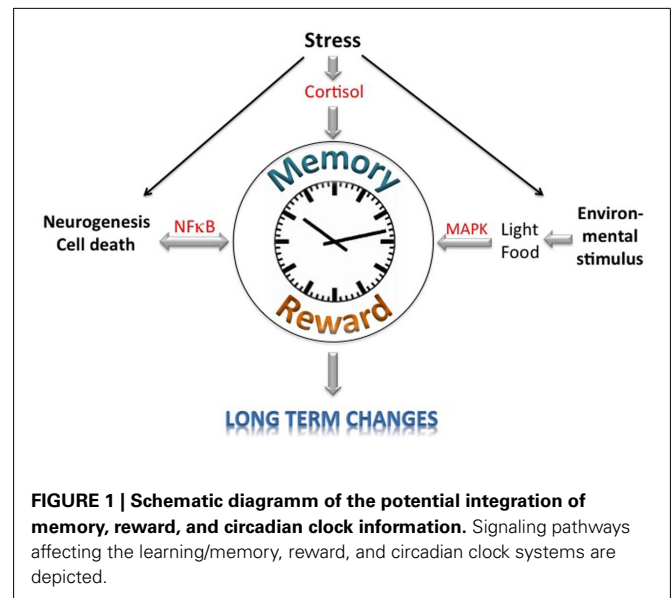 Stress
Cortisol
Memory
Neurogenesis
Cell death
NFκB
MAPK
Light
Food
Environ-
mental
stimulus
Reward
LONG TERM CHANGES
FIGURE 1 | Schematic diagramm of the potential integration of
memory, reward, and circadian clock information. Signaling pathways
affecting the learning/memory, reward, and circadian clock systems are
depicted.